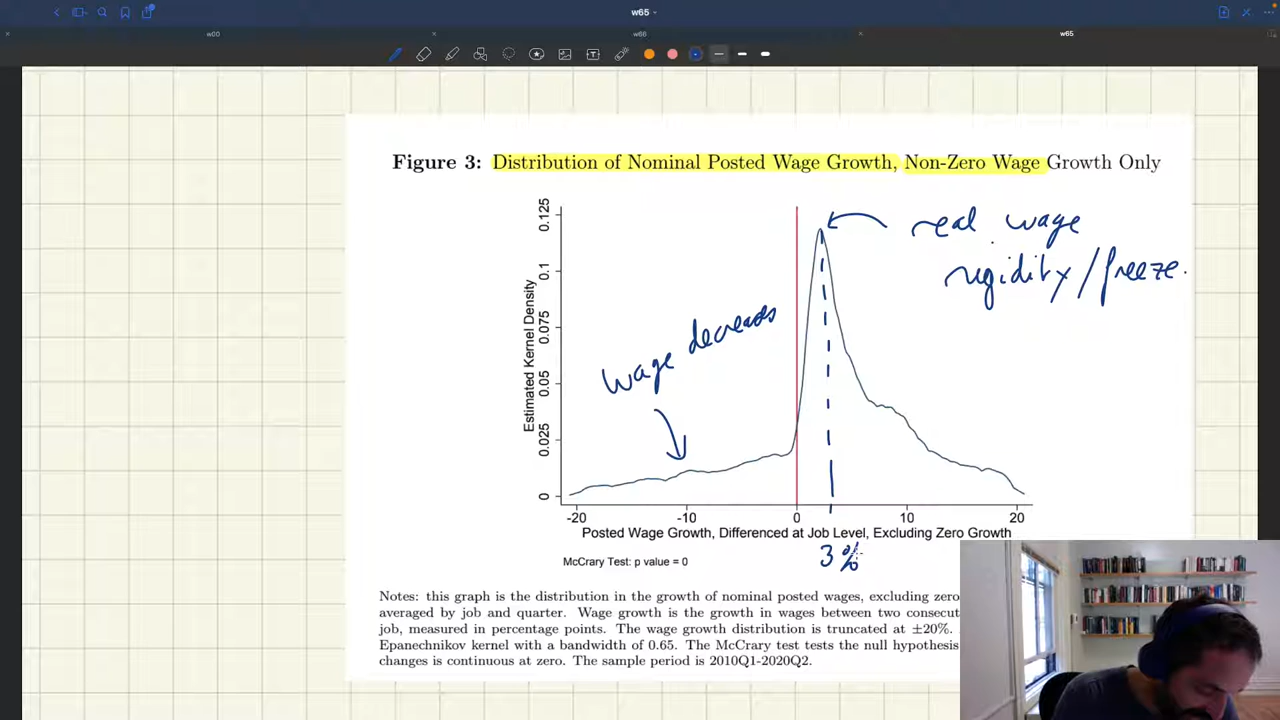 w65
w00
w66
w65
Figure 3: Distribution of Nominal Posted Wage Growth, Non-Zero Wage Growth Only
real wage
rigidity/freeze.
wage decreases
Estimated Kernel Density
0.125
0.1
0.075
0.05
0.025
0
-20 -10 0 10 20
Posted Wage Growth, Differenced at Job Level, Excluding Zero Growth
3%
McCrary Test: p value = 0
Notes: this graph is the distribution in the growth of nominal posted wages, excluding zero
averaged by job and quarter. Wage growth is the growth in wages between two consecut
job, measured in percentage points. The wage growth distribution is truncated at ±20%.
Epanechnikov kernel with a bandwidth of 0.65. The McCrary test tests the null hypothesis
changes is continuous at zero. The sample period is 2010Q1-2020Q2.